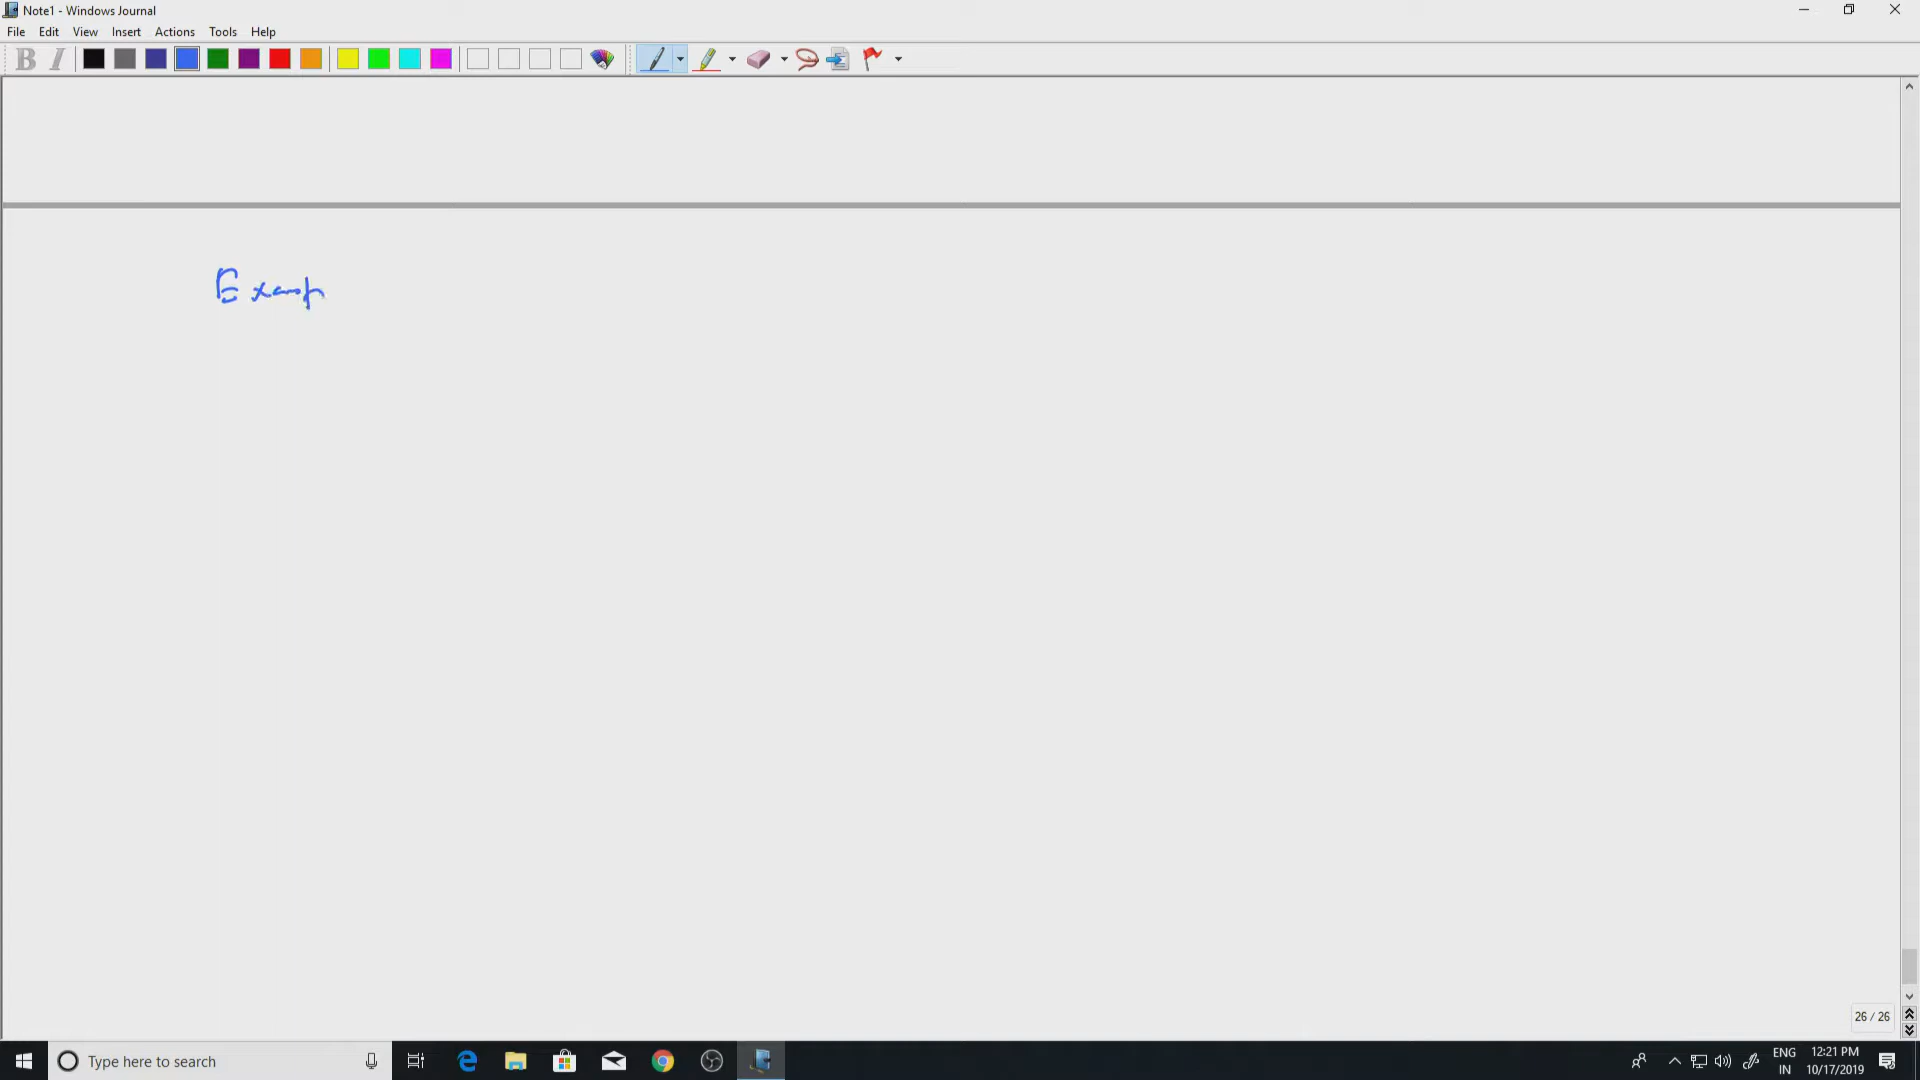 Note1 - Windows Journal
File Edit View Insert Actions Tools Help
B I
Examp
26 / 26
Type here to search
ENG
IN
12:21 PM
10/17/2019